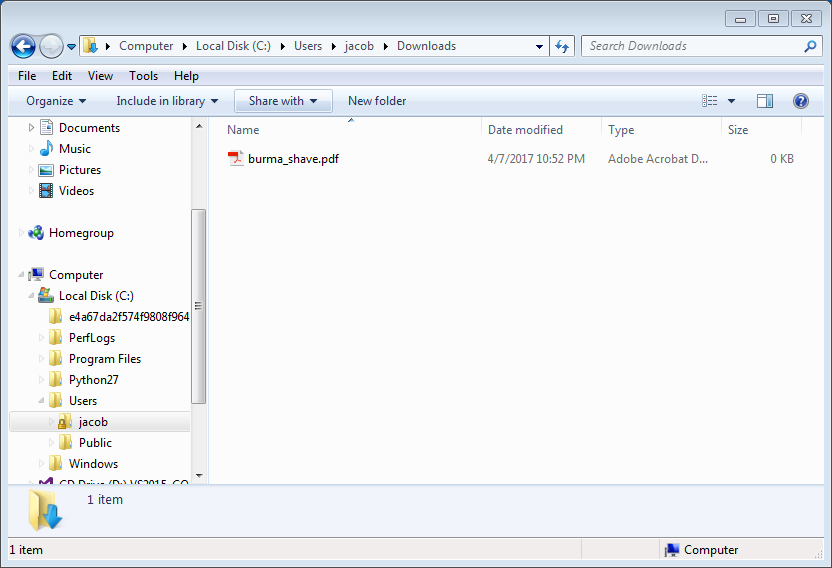 Computer Local Disk (C:) Users jacob Downloads
Search Downloads
File Edit View Tools Help
Organize Include in library Share with New folder
Documents
Music
Pictures
Videos
Homegroup
Computer
Local Disk (C:)
e4a67da2f574f9808f964
PerfLogs
Program Files
Python27
Users
jacob
Public
Windows
CD Drive (D:) VS2015_CO
Name Date modified Type Size
burma_shave.pdf 4/7/2017 10:52 PM Adobe Acrobat D... 0 KB
1 item
1 item
Computer